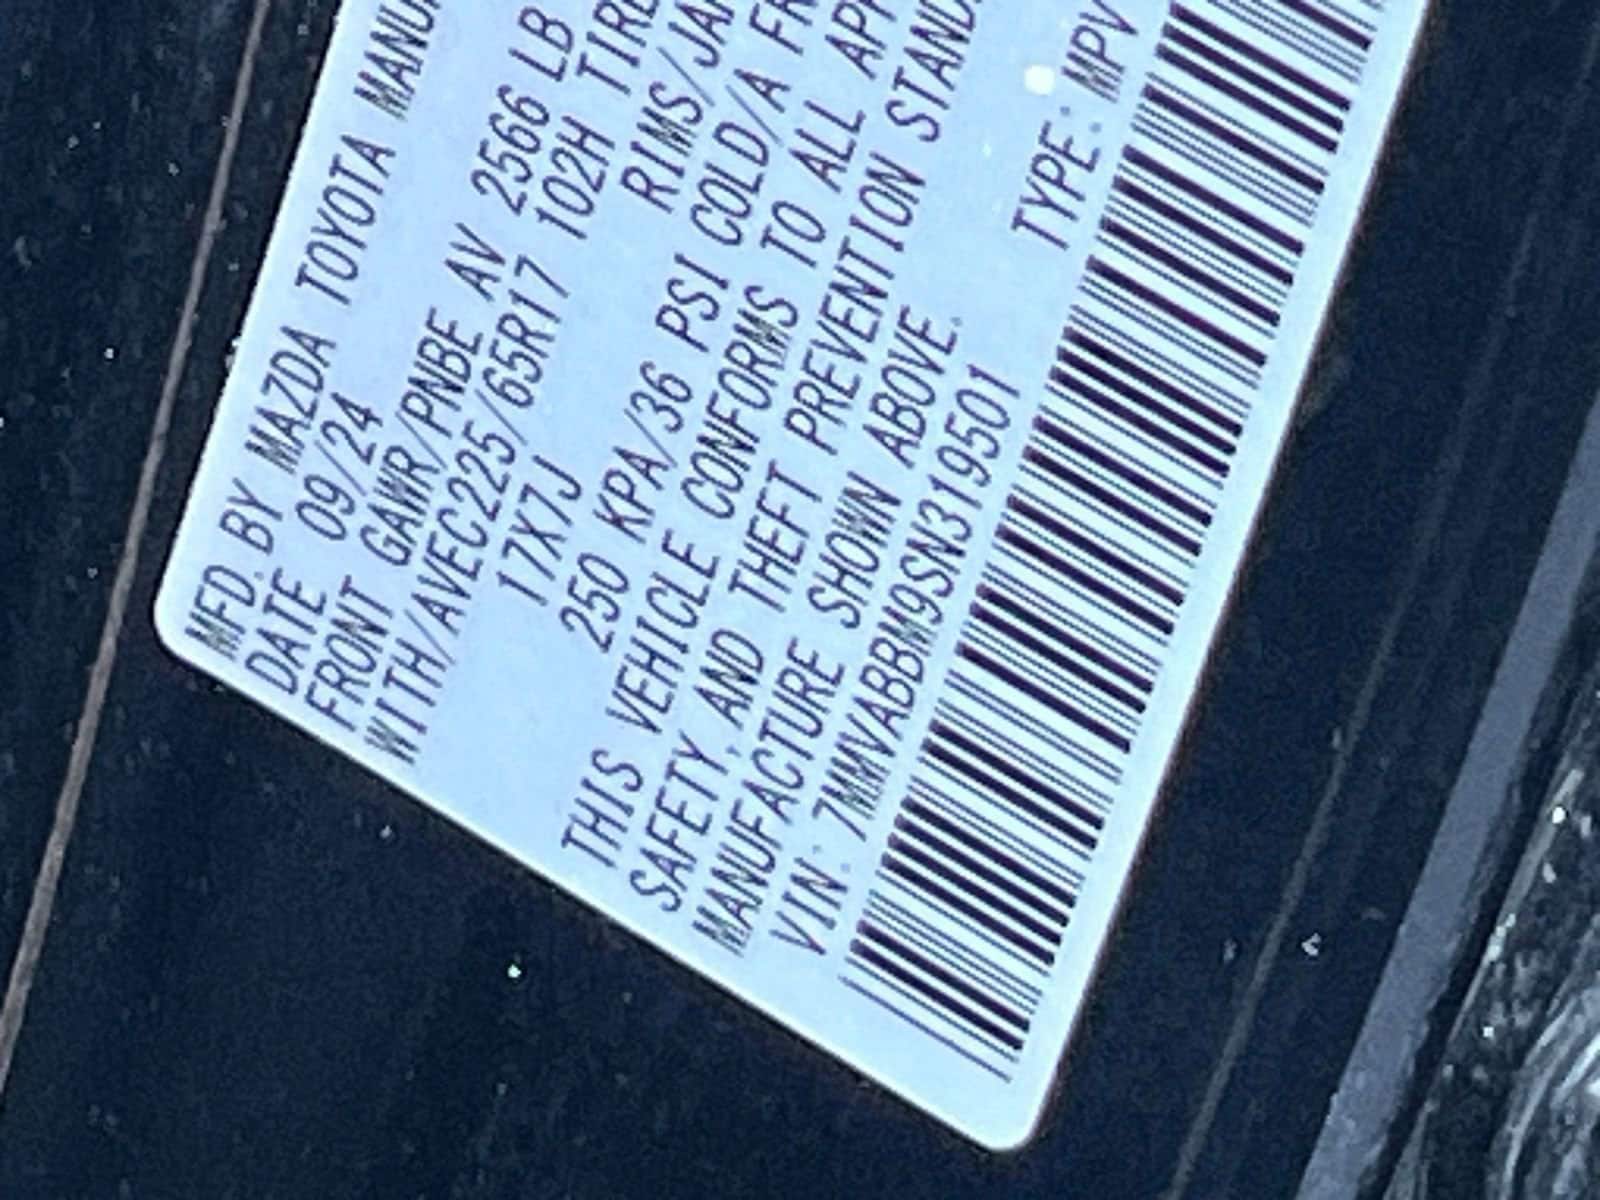 MFD. BY MAZDA TOYOTA MANU
DATE 09/24
FRONT GAWR/PNBE AV 2566 LB
WITH/AVEC225/65R17 102H TIRE
17X7J RIMS/JAN
250 KPA/36 PSI COLD/A FR
THIS VEHICLE CONFORMS TO ALL APP
SAFETY, AND THEFT PREVENTION STAND
MANUFACTURE SHOWN ABOVE.
VIN: 7MMVABBM9SN319501 TYPE: MPV